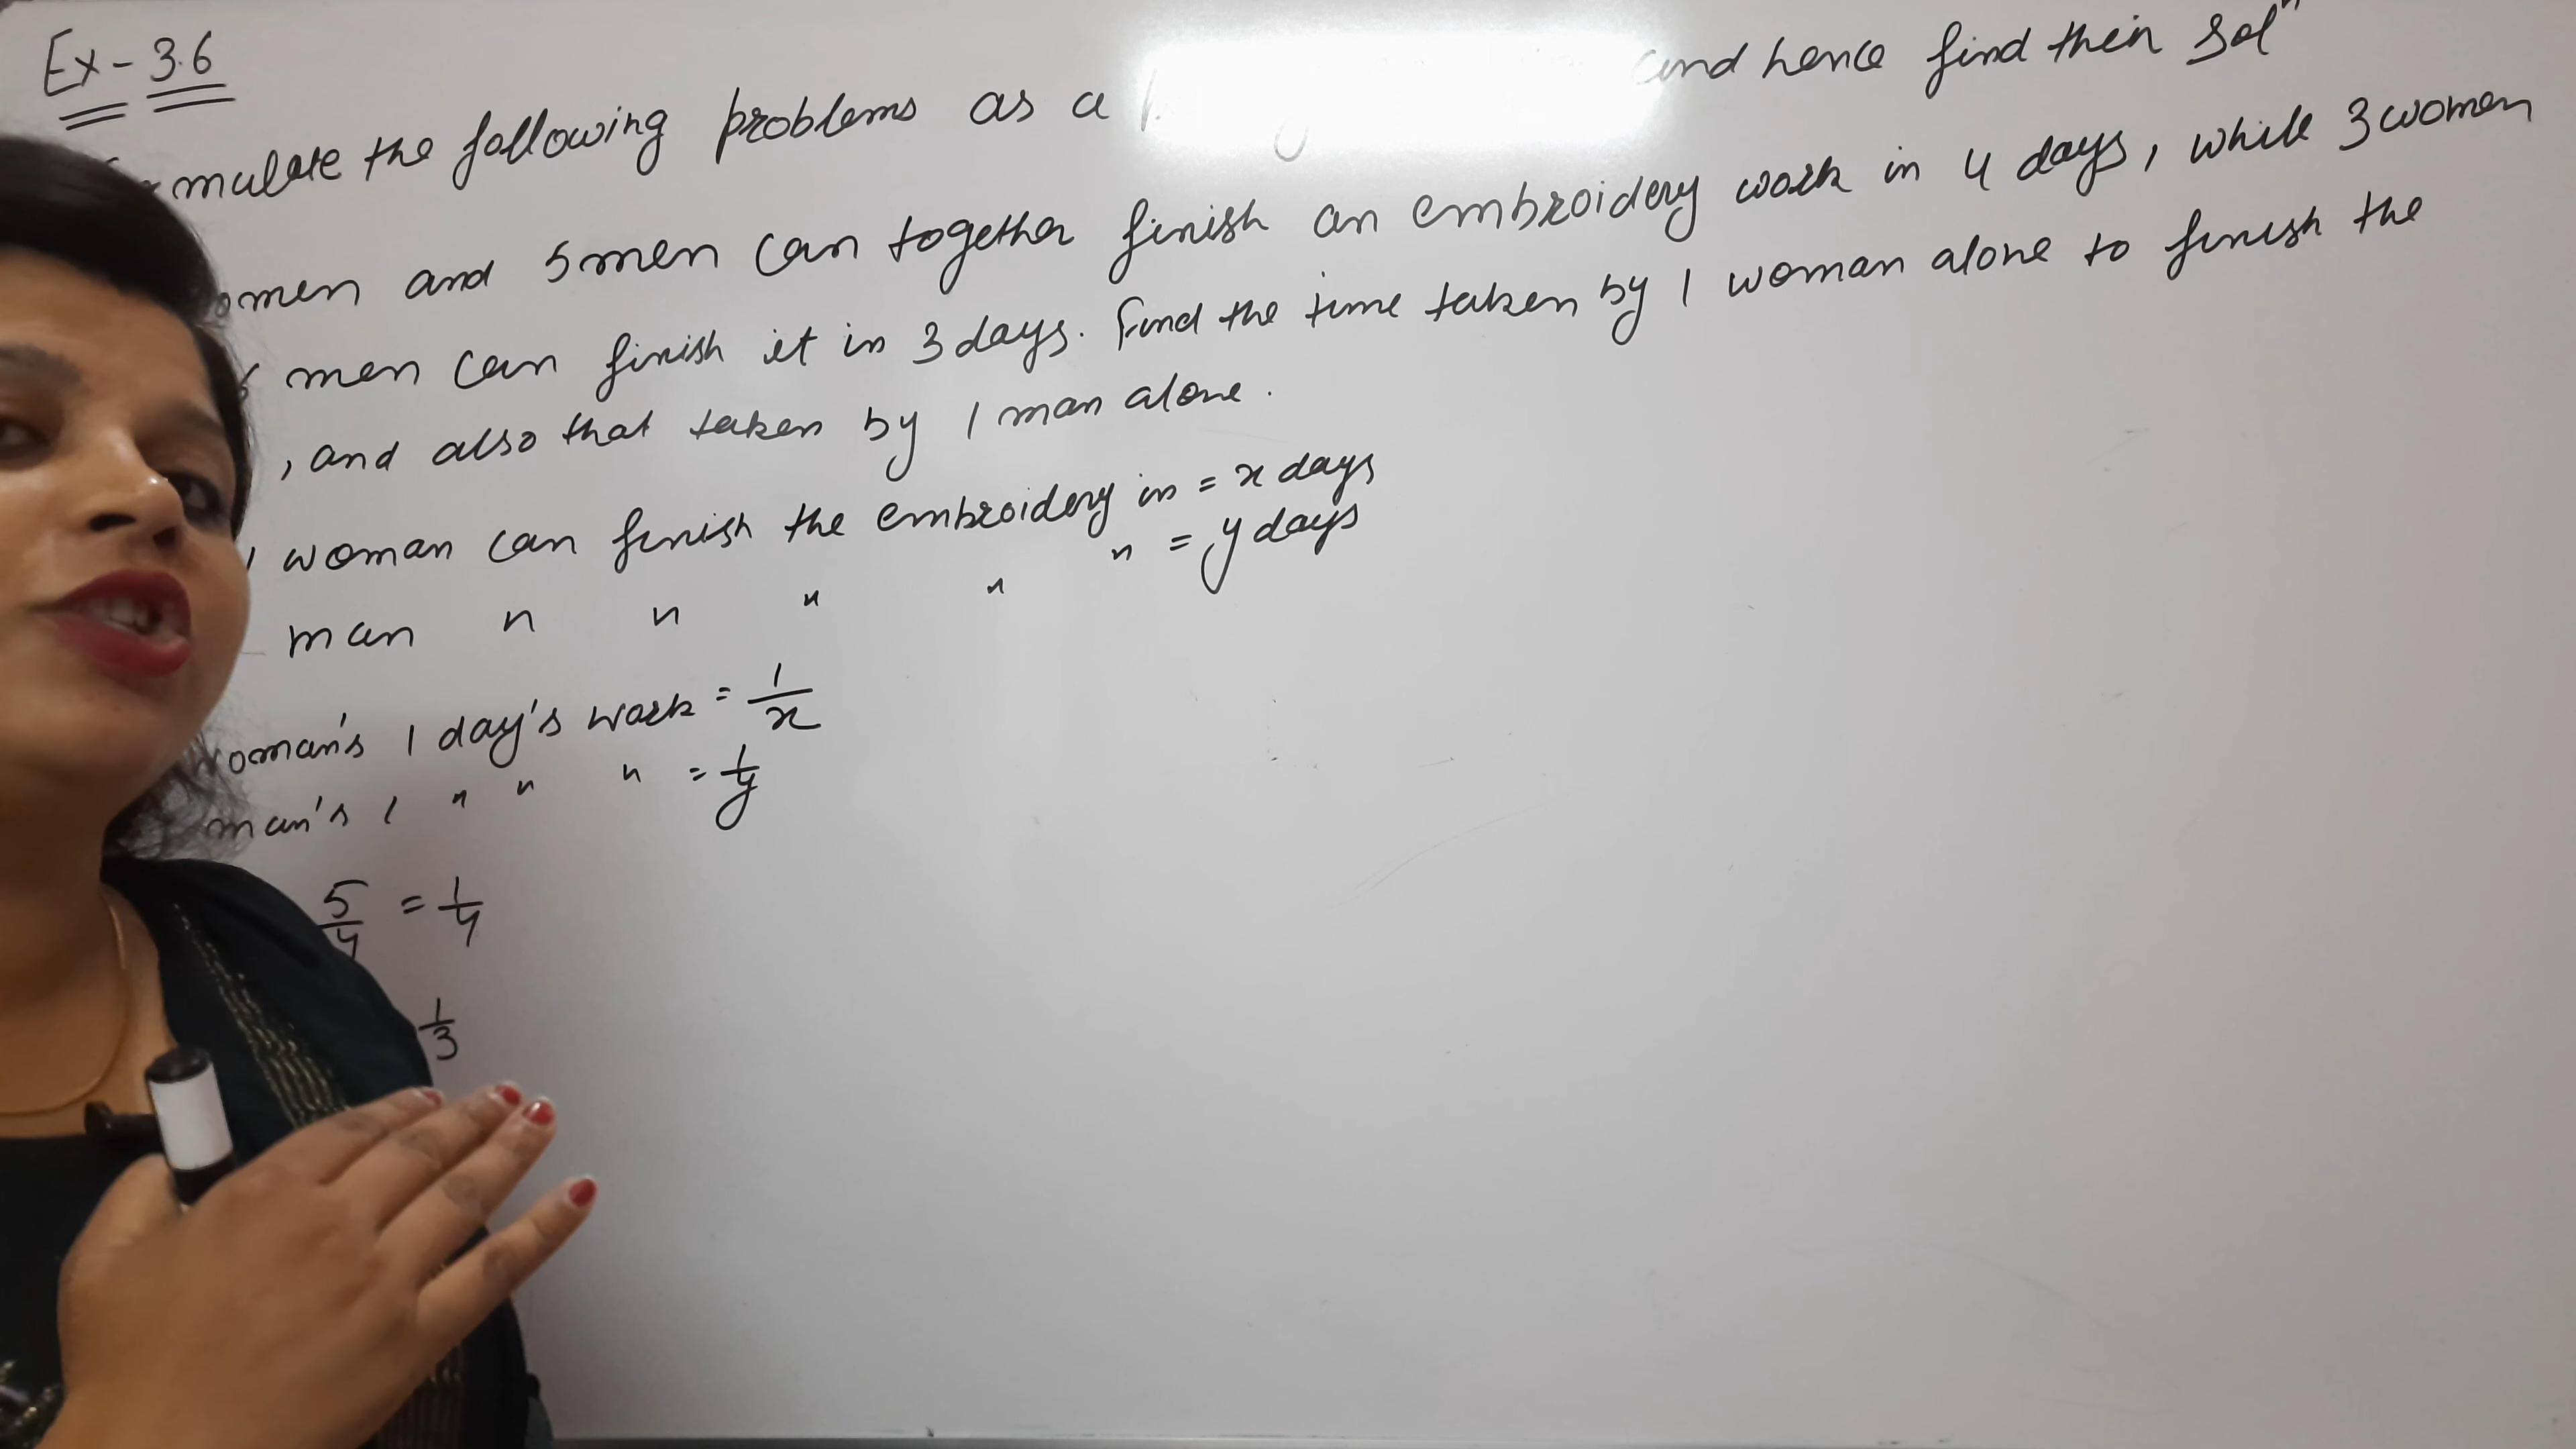 Ex - 3.6
mulate the following problems as a and hence find their solⁿ
omen and 5 men can together finish an embroidery work in 4 days, while 3 women
6 men can finish it in 3 days. Find the time taken by 1 woman alone to finish the
, and also that taken by 1 man alone.
1 woman can finish the embroidery in = x days
man " " " " " = y days
woman's 1 day's work = 1/x
man's 1 " " " = 1/y
5/y = 1/4
1/3